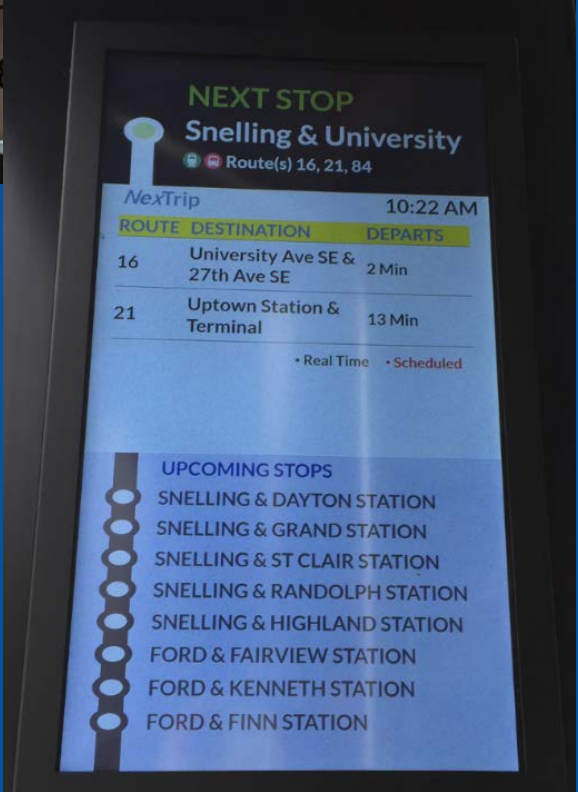 NEXT STOP
Snelling & University
Route(s) 16, 21, 84
NexTrip 10:22 AM
ROUTE DESTINATION DEPARTS
16 University Ave SE & 27th Ave SE 2 Min
21 Uptown Station & Terminal 13 Min
• Real Time • Scheduled
UPCOMING STOPS
SNELLING & DAYTON STATION
SNELLING & GRAND STATION
SNELLING & ST CLAIR STATION
SNELLING & RANDOLPH STATION
SNELLING & HIGHLAND STATION
FORD & FAIRVIEW STATION
FORD & KENNETH STATION
FORD & FINN STATION